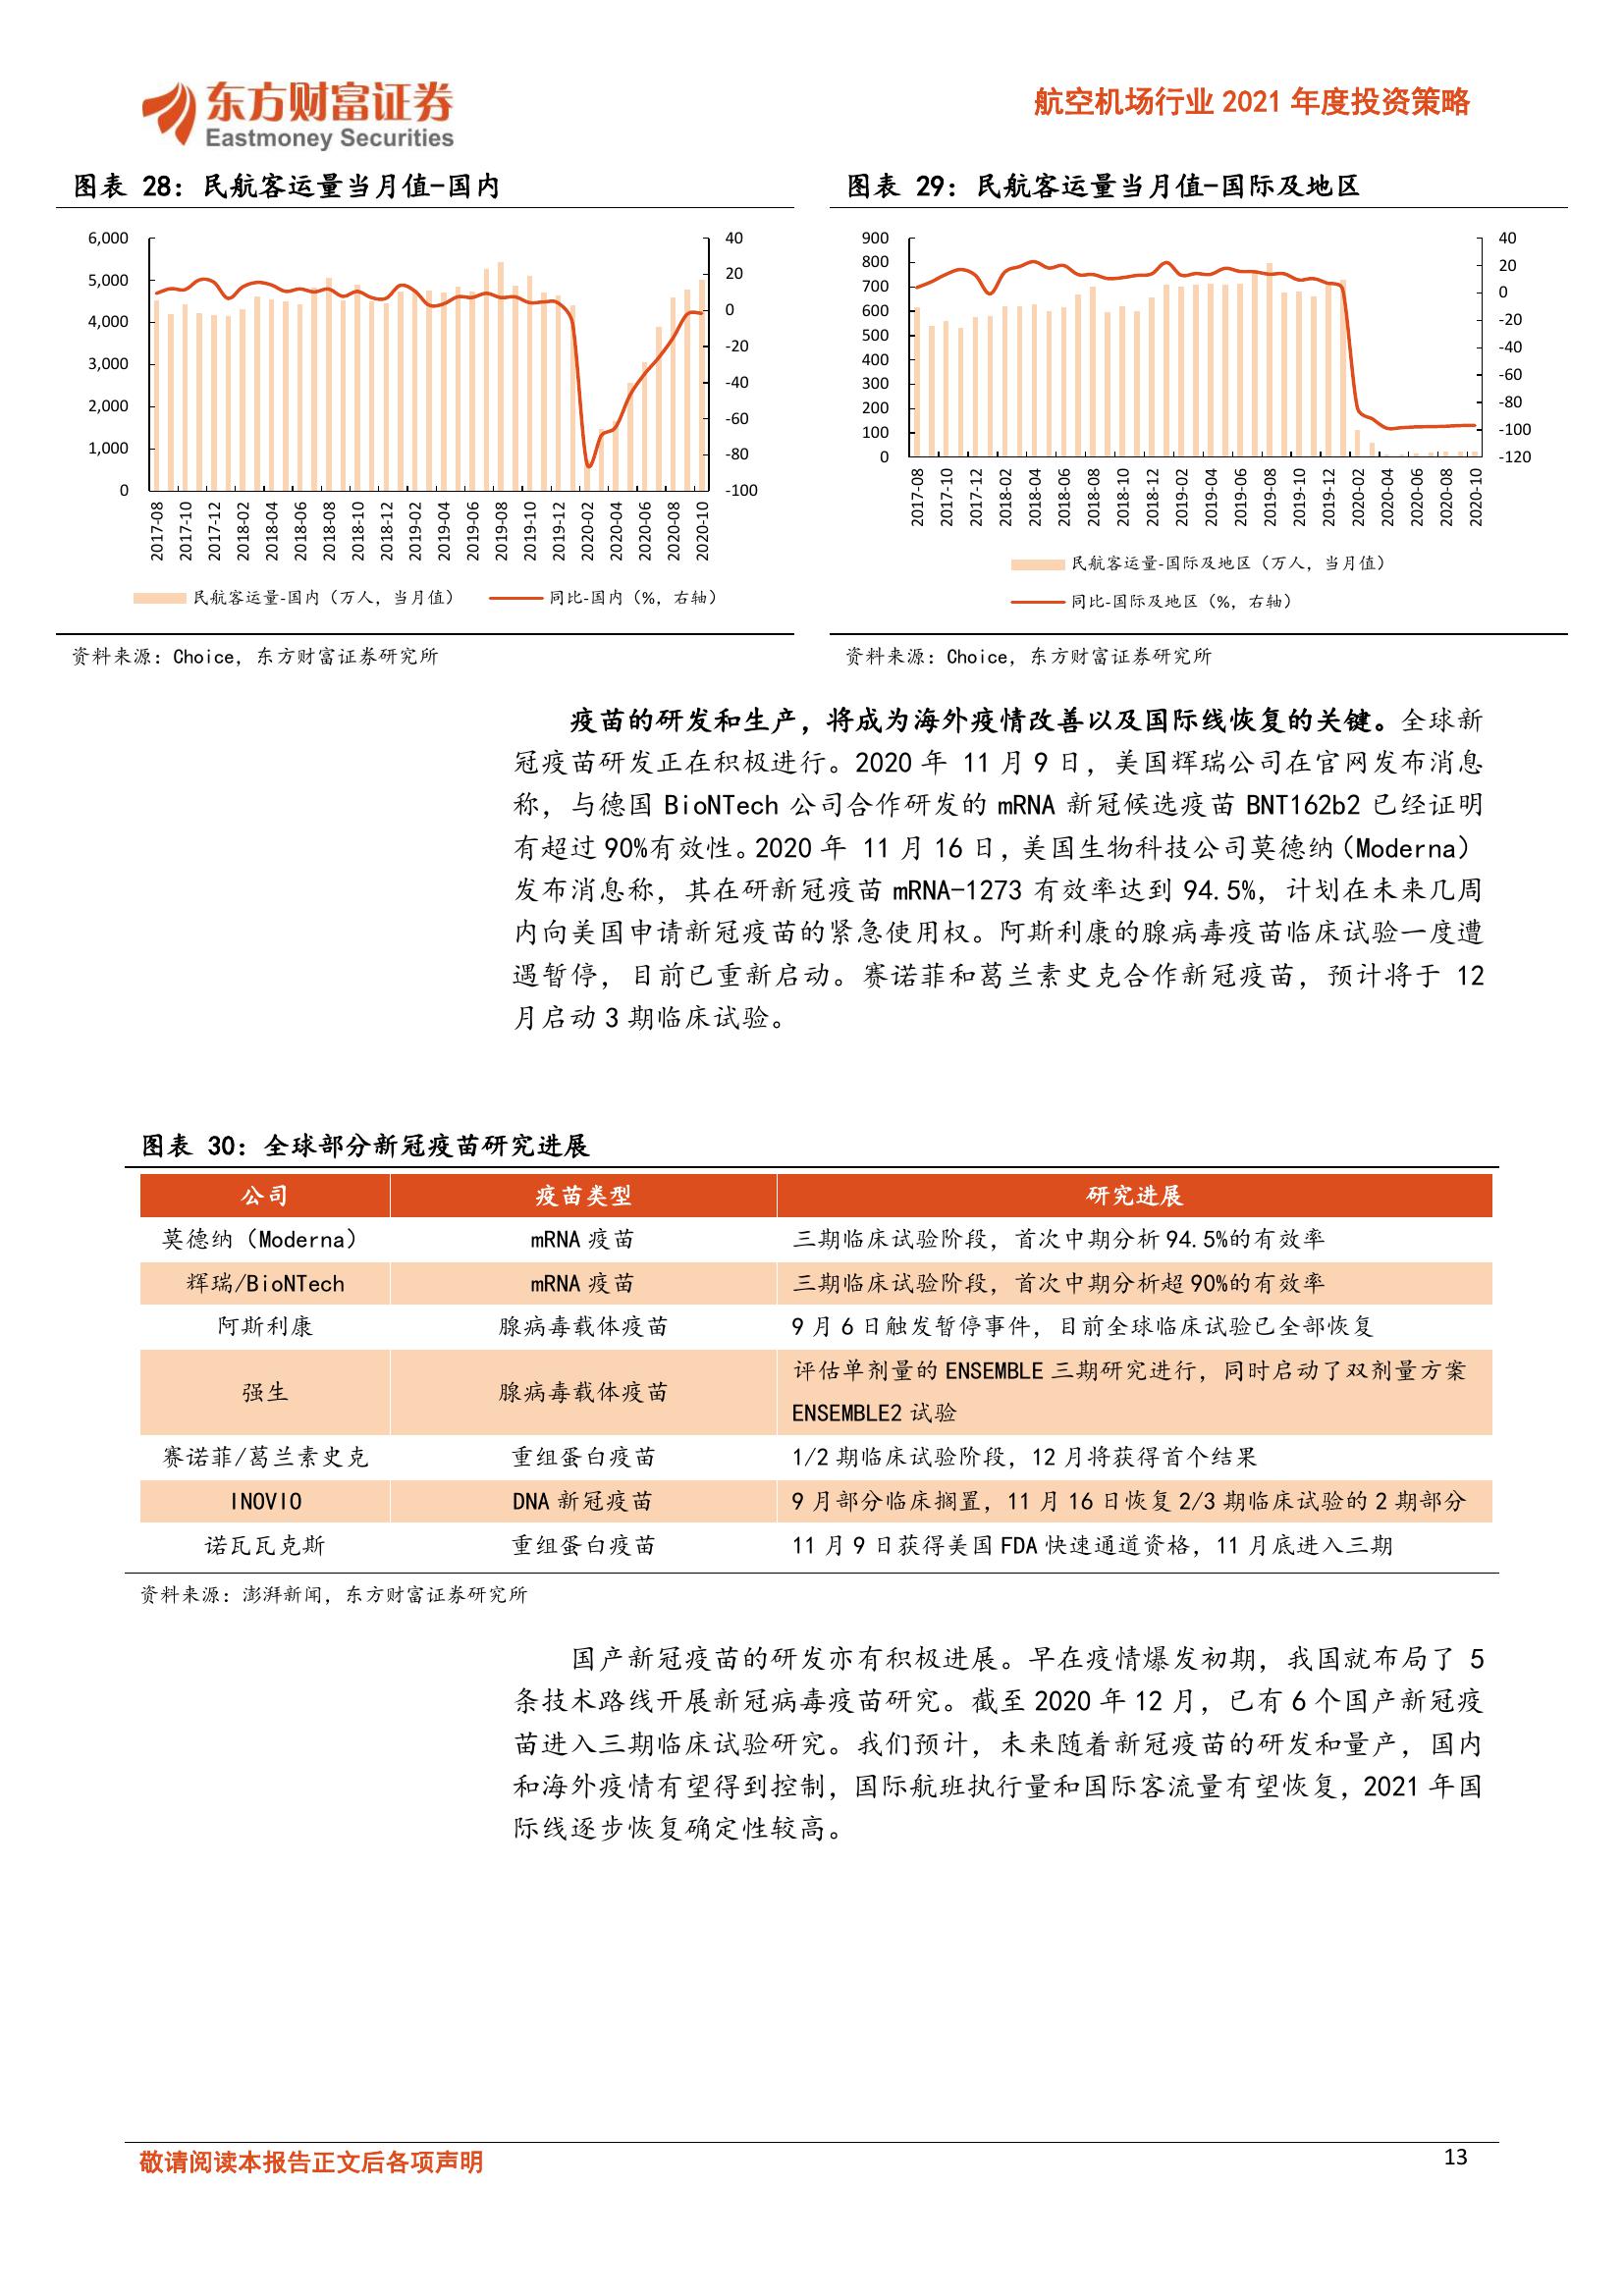 东方财富证券
Eastmoney Securities
航空机场行业 2021 年度投资策略
图表 28：民航客运量当月值-国内
6,000
5,000
4,000
3,000
2,000
1,000
0
40
20
0
-20
-40
-60
-80
-100
2017-08
2017-10
2017-12
2018-02
2018-04
2018-06
2018-08
2018-10
2018-12
2019-02
2019-04
2019-06
2019-08
2019-10
2019-12
2020-02
2020-04
2020-06
2020-08
2020-10
民航客运量-国内（万人，当月值）
同比-国内（%，右轴）
资料来源：Choice，东方财富证券研究所
图表 29：民航客运量当月值-国际及地区
900
800
700
600
500
400
300
200
100
0
40
20
0
-20
-40
-60
-80
-100
-120
2017-08
2017-10
2017-12
2018-02
2018-04
2018-06
2018-08
2018-10
2018-12
2019-02
2019-04
2019-06
2019-08
2019-10
2019-12
2020-02
2020-04
2020-06
2020-08
2020-10
民航客运量-国际及地区（万人，当月值）
同比-国际及地区（%，右轴）
资料来源：Choice，东方财富证券研究所
疫苗的研发和生产，将成为海外疫情改善以及国际线恢复的关键。全球新
冠疫苗研发正在积极进行。2020 年 11 月 9 日，美国辉瑞公司在官网发布消息
称，与德国 BioNTech 公司合作研发的 mRNA 新冠候选疫苗 BNT162b2 已经证明
有超过 90%有效性。2020 年 11 月 16 日，美国生物科技公司莫德纳（Moderna）
发布消息称，其在研新冠疫苗 mRNA-1273 有效率达到 94.5%，计划在未来几周
内向美国申请新冠疫苗的紧急使用权。阿斯利康的腺病毒疫苗临床试验一度遭
遇暂停，目前已重新启动。赛诺菲和葛兰素史克合作新冠疫苗，预计将于 12
月启动 3 期临床试验。
图表 30：全球部分新冠疫苗研究进展
公司 疫苗类型 研究进展
莫德纳（Moderna） mRNA 疫苗 三期临床试验阶段，首次中期分析 94.5%的有效率
辉瑞/BioNTech mRNA 疫苗 三期临床试验阶段，首次中期分析超 90%的有效率
阿斯利康 腺病毒载体疫苗 9 月 6 日触发暂停事件，目前全球临床试验已全部恢复
强生 腺病毒载体疫苗 评估单剂量的 ENSEMBLE 三期研究进行，同时启动了双剂量方案
ENSEMBLE2 试验
赛诺菲/葛兰素史克 重组蛋白疫苗 1/2 期临床试验阶段，12 月将获得首个结果
INOVIO DNA 新冠疫苗 9 月部分临床搁置，11 月 16 日恢复 2/3 期临床试验的 2 期部分
诺瓦瓦克斯 重组蛋白疫苗 11 月 9 日获得美国 FDA 快速通道资格，11 月底进入三期
资料来源：澎湃新闻，东方财富证券研究所
国产新冠疫苗的研发亦有积极进展。早在疫情爆发初期，我国就布局了 5
条技术路线开展新冠病毒疫苗研究。截至 2020 年 12 月，已有 6 个国产新冠疫
苗进入三期临床试验研究。我们预计，未来随着新冠疫苗的研发和量产，国内
和海外疫情有望得到控制，国际航班执行量和国际客流量有望恢复，2021 年国
际线逐步恢复确定性较高。
敬请阅读本报告正文后各项声明
13